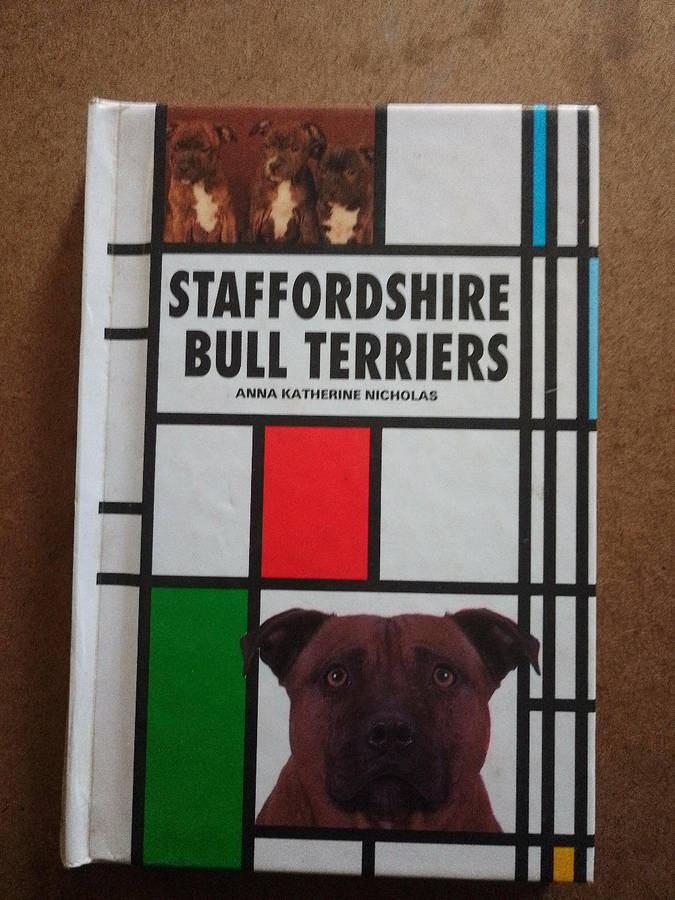 STAFFORDSHIRE
BULL TERRIERS
ANNA KATHERINE NICHOLAS